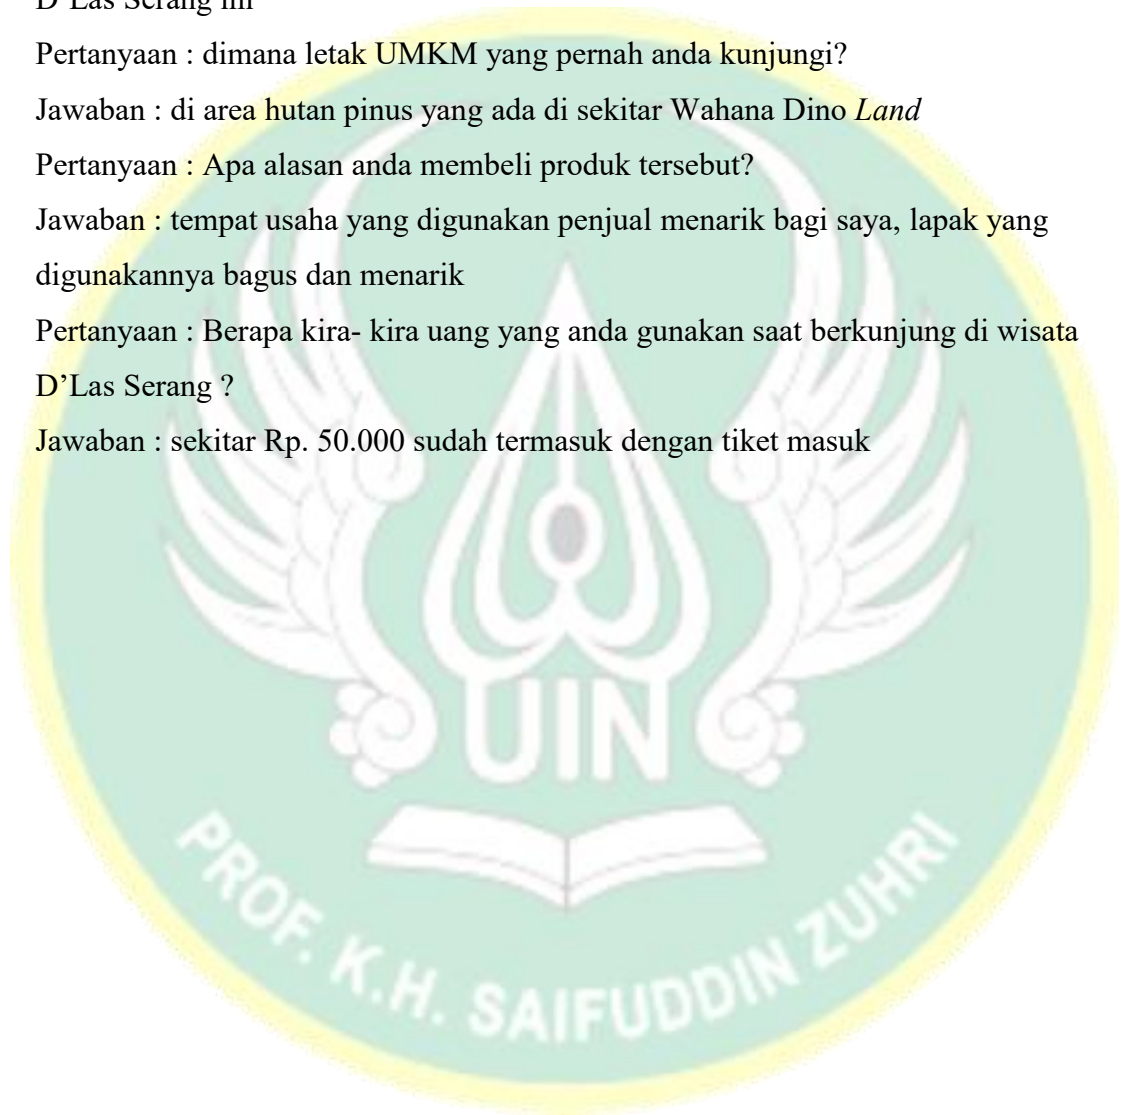 D’Las Serang ini
Pertanyaan : dimana letak UMKM yang pernah anda kunjungi?
Jawaban : di area hutan pinus yang ada di sekitar Wahana Dino Land
Pertanyaan : Apa alasan anda membeli produk tersebut?
Jawaban : tempat usaha yang digunakan penjual menarik bagi saya, lapak yang
digunakannya bagus dan menarik
Pertanyaan : Berapa kira- kira uang yang anda gunakan saat berkunjung di wisata
D’Las Serang ?
Jawaban : sekitar Rp. 50.000 sudah termasuk dengan tiket masuk
UIN
PROF. K.H. SAIFUDDIN ZUHRI